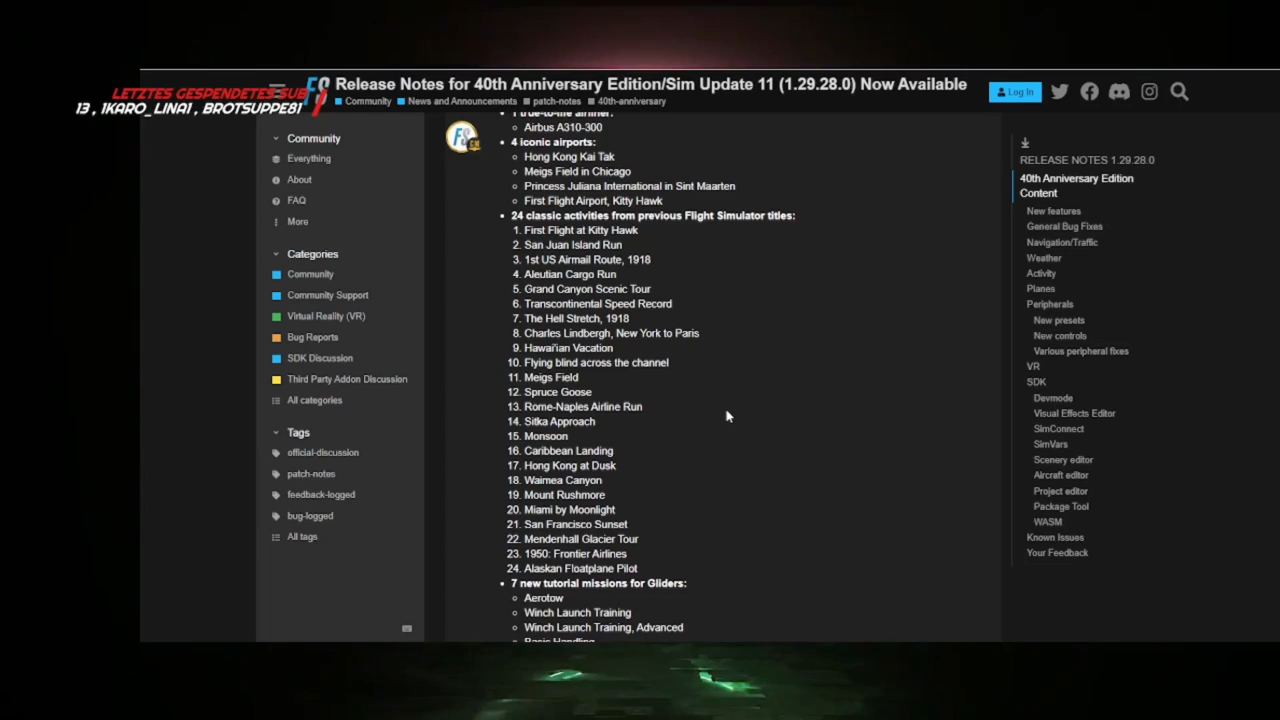 LETZTES GESPENDETES SUB
13 , 1KARO_LINA1 , BROTSUPPE81
FS
Release Notes for 40th Anniversary Edition/Sim Update 11 (1.29.28.0) Now Available
Community News and Announcements patch-notes 40th-anniversary
Log In
Community
Everything
About
FAQ
More
Categories
Community
Community Support
Virtual Reality (VR)
Bug Reports
SDK Discussion
Third Party Addon Discussion
All categories
Tags
official-discussion
patch-notes
feedback-logged
bug-logged
All tags
FS
CM
1 true-to-life airliner:
Airbus A310-300
4 iconic airports:
Hong Kong Kai Tak
Meigs Field in Chicago
Princess Juliana International in Sint Maarten
First Flight Airport, Kitty Hawk
24 classic activities from previous Flight Simulator titles:
1. First Flight at Kitty Hawk
2. San Juan Island Run
3. 1st US Airmail Route, 1918
4. Aleutian Cargo Run
5. Grand Canyon Scenic Tour
6. Transcontinental Speed Record
7. The Hell Stretch, 1918
8. Charles Lindbergh, New York to Paris
9. Hawai'ian Vacation
10. Flying blind across the channel
11. Meigs Field
12. Spruce Goose
13. Rome-Naples Airline Run
14. Sitka Approach
15. Monsoon
16. Caribbean Landing
17. Hong Kong at Dusk
18. Waimea Canyon
19. Mount Rushmore
20. Miami by Moonlight
21. San Francisco Sunset
22. Mendenhall Glacier Tour
23. 1950: Frontier Airlines
24. Alaskan Floatplane Pilot
7 new tutorial missions for Gliders:
Aerotow
Winch Launch Training
Winch Launch Training, Advanced
Basic Handling
RELEASE NOTES 1.29.28.0
40th Anniversary Edition
Content
New features
General Bug Fixes
Navigation/Traffic
Weather
Activity
Planes
Peripherals
New presets
New controls
Various peripheral fixes
VR
SDK
Devmode
Visual Effects Editor
SimConnect
SimVars
Scenery editor
Aircraft editor
Project editor
Package Tool
WASM
Known Issues
Your Feedback